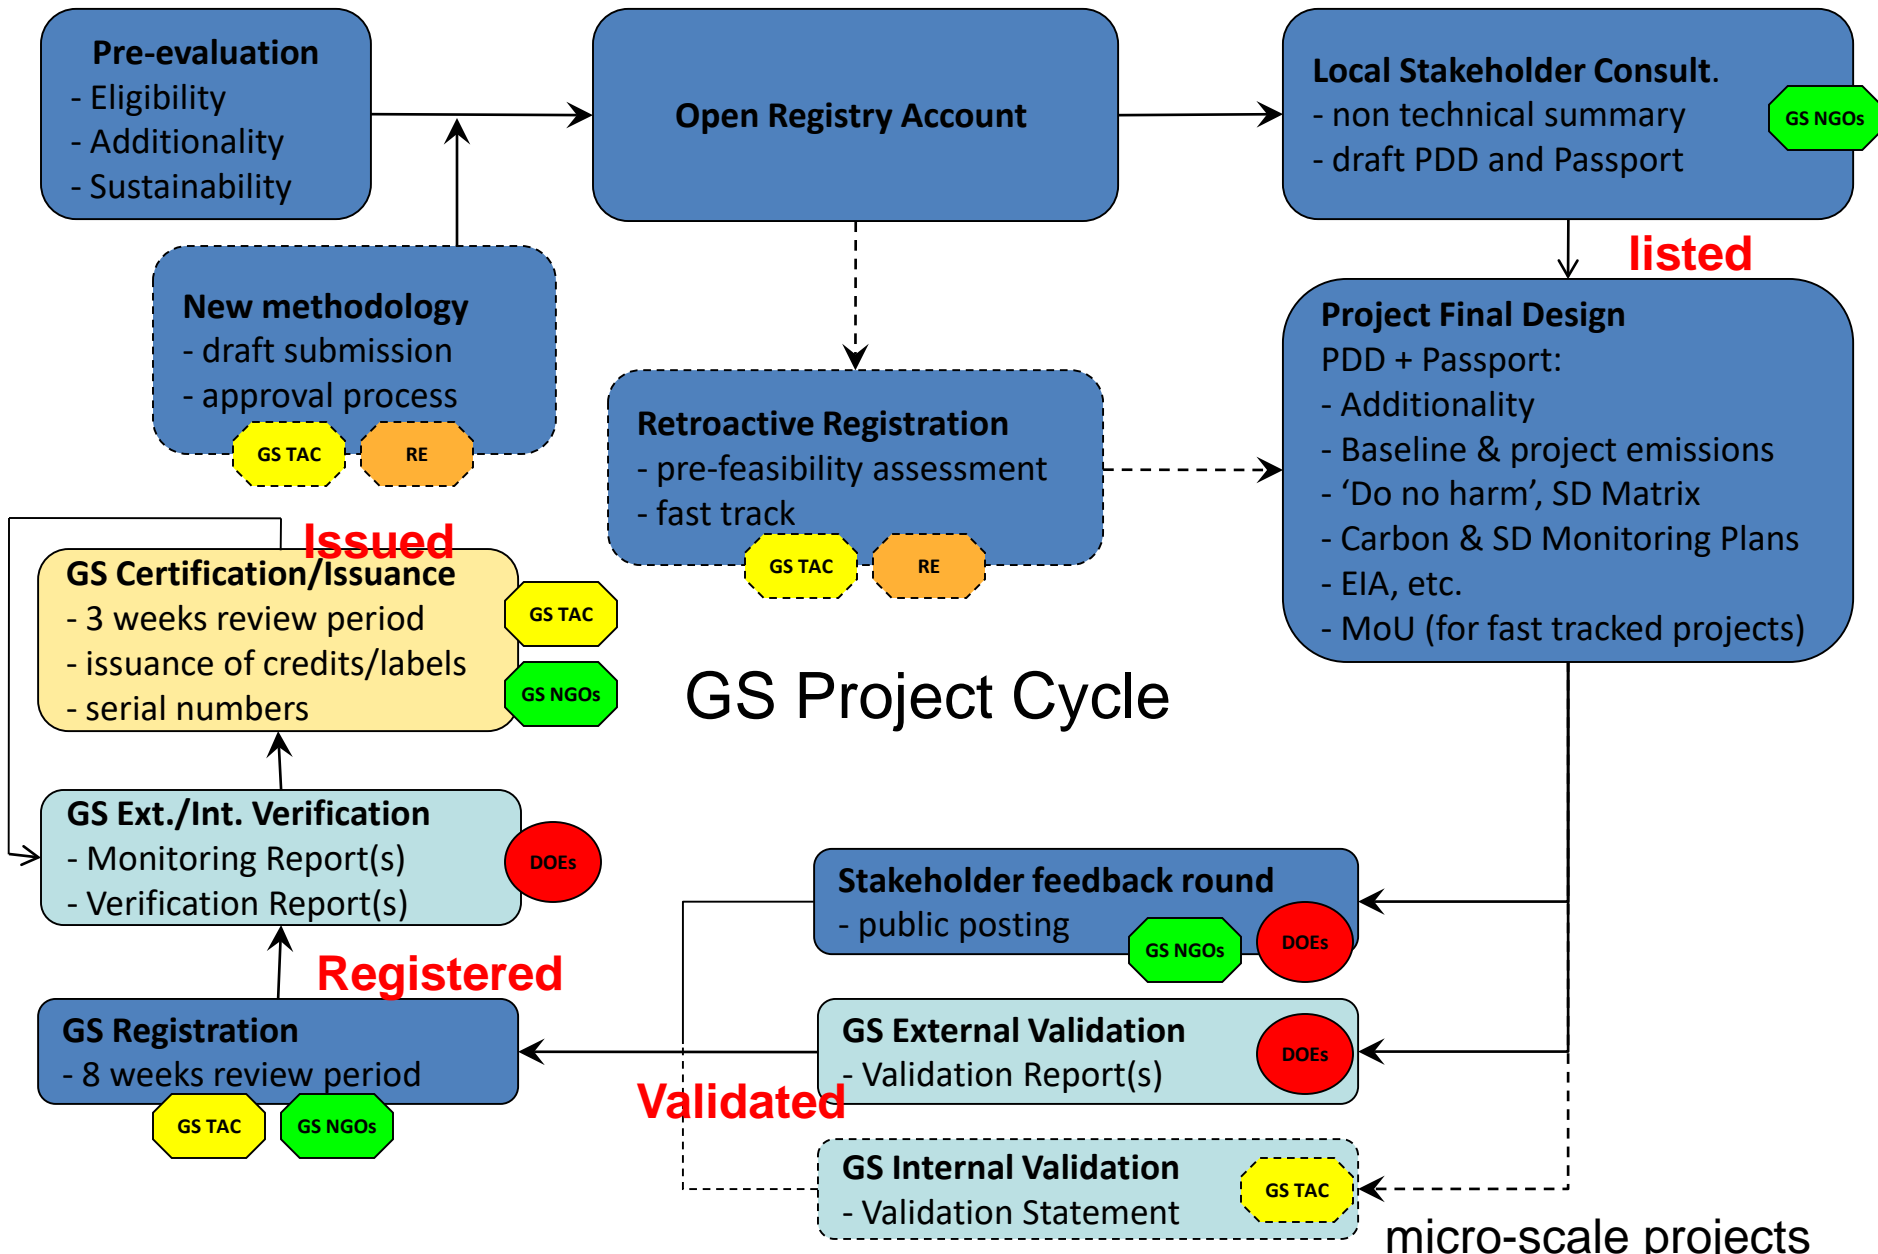 Pre-evaluation
- Eligibility
- Additionality
- Sustainability
Open Registry Account
Local Stakeholder Consult.
- non technical summary
- draft PDD and Passport
GS NGOs
listed
New methodology
- draft submission
- approval process
GS TAC
RE
Retroactive Registration
- pre-feasibility assessment
- fast track
GS TAC
RE
Project Final Design
PDD + Passport:
- Additionality
- Baseline & project emissions
- ‘Do no harm’, SD Matrix
- Carbon & SD Monitoring Plans
- EIA, etc.
- MoU (for fast tracked projects)
Issued
GS Certification/Issuance
- 3 weeks review period
- issuance of credits/labels
- serial numbers
GS TAC
GS NGOs
GS Project Cycle
GS Ext./Int. Verification
- Monitoring Report(s)
- Verification Report(s)
DOEs
Stakeholder feedback round
- public posting
GS NGOs
DOEs
Registered
GS Registration
- 8 weeks review period
GS TAC
GS NGOs
GS External Validation
- Validation Report(s)
DOEs
Validated
GS Internal Validation
- Validation Statement
GS TAC
micro-scale projects